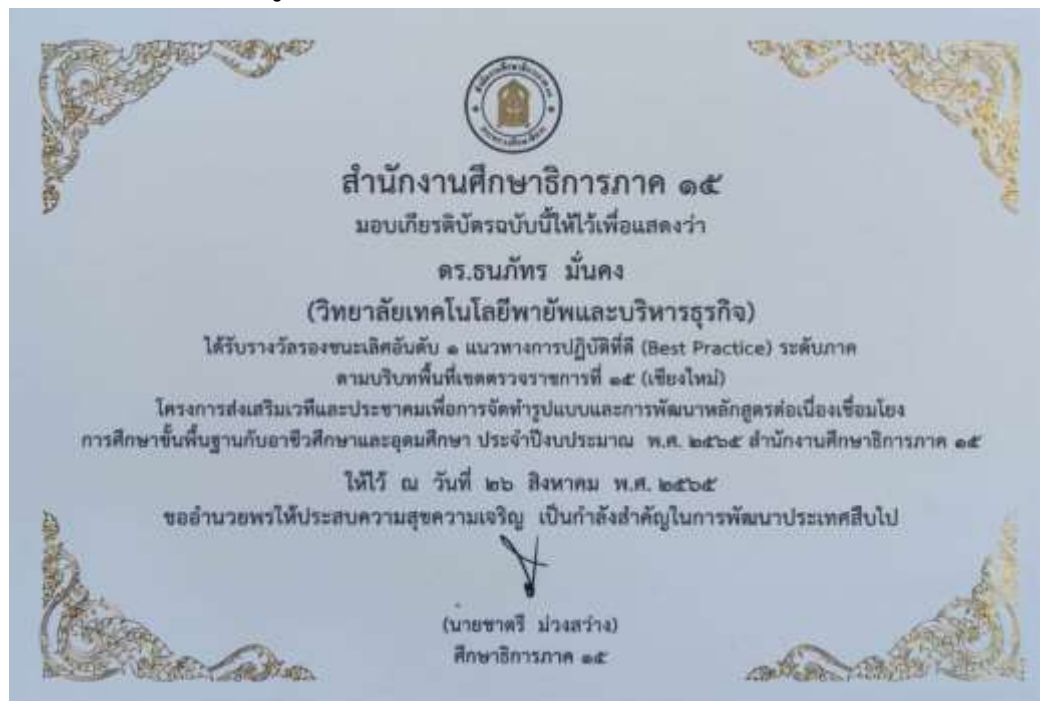 สำนักงานศึกษาธิการภาค ๑๕
มอบเกียรติบัตรฉบับนี้ให้ไว้เพื่อแสดงว่า
ดร.ธนภัทร มั่นคง
(วิทยาลัยเทคโนโลยีพายัพและบริหารธุรกิจ)
ได้รับรางวัลรองชนะเลิศอันดับ ๑ แนวทางการปฏิบัติที่ดี (Best Practice) ระดับภาค
ตามบริบทพื้นที่เขตตรวจราชการที่ ๑๕ (เชียงใหม่)
โครงการส่งเสริมเวทีและประชาคมเพื่อการจัดทำรูปแบบและการพัฒนาหลักสูตรต่อเนื่องเชื่อมโยง
การศึกษาขั้นพื้นฐานกับอาชีวศึกษาและอุดมศึกษา ประจำปีงบประมาณ พ.ศ. ๒๕๖๕ สำนักงานศึกษาธิการภาค ๑๕
ให้ไว้ ณ วันที่ ๒๖ สิงหาคม พ.ศ. ๒๕๖๕
ขออำนวยพรให้ประสบความสุขความเจริญ เป็นกำลังสำคัญในการพัฒนาประเทศสืบไป
(นายชาตรี ม่วงสว่าง)
ศึกษาธิการภาค ๑๕